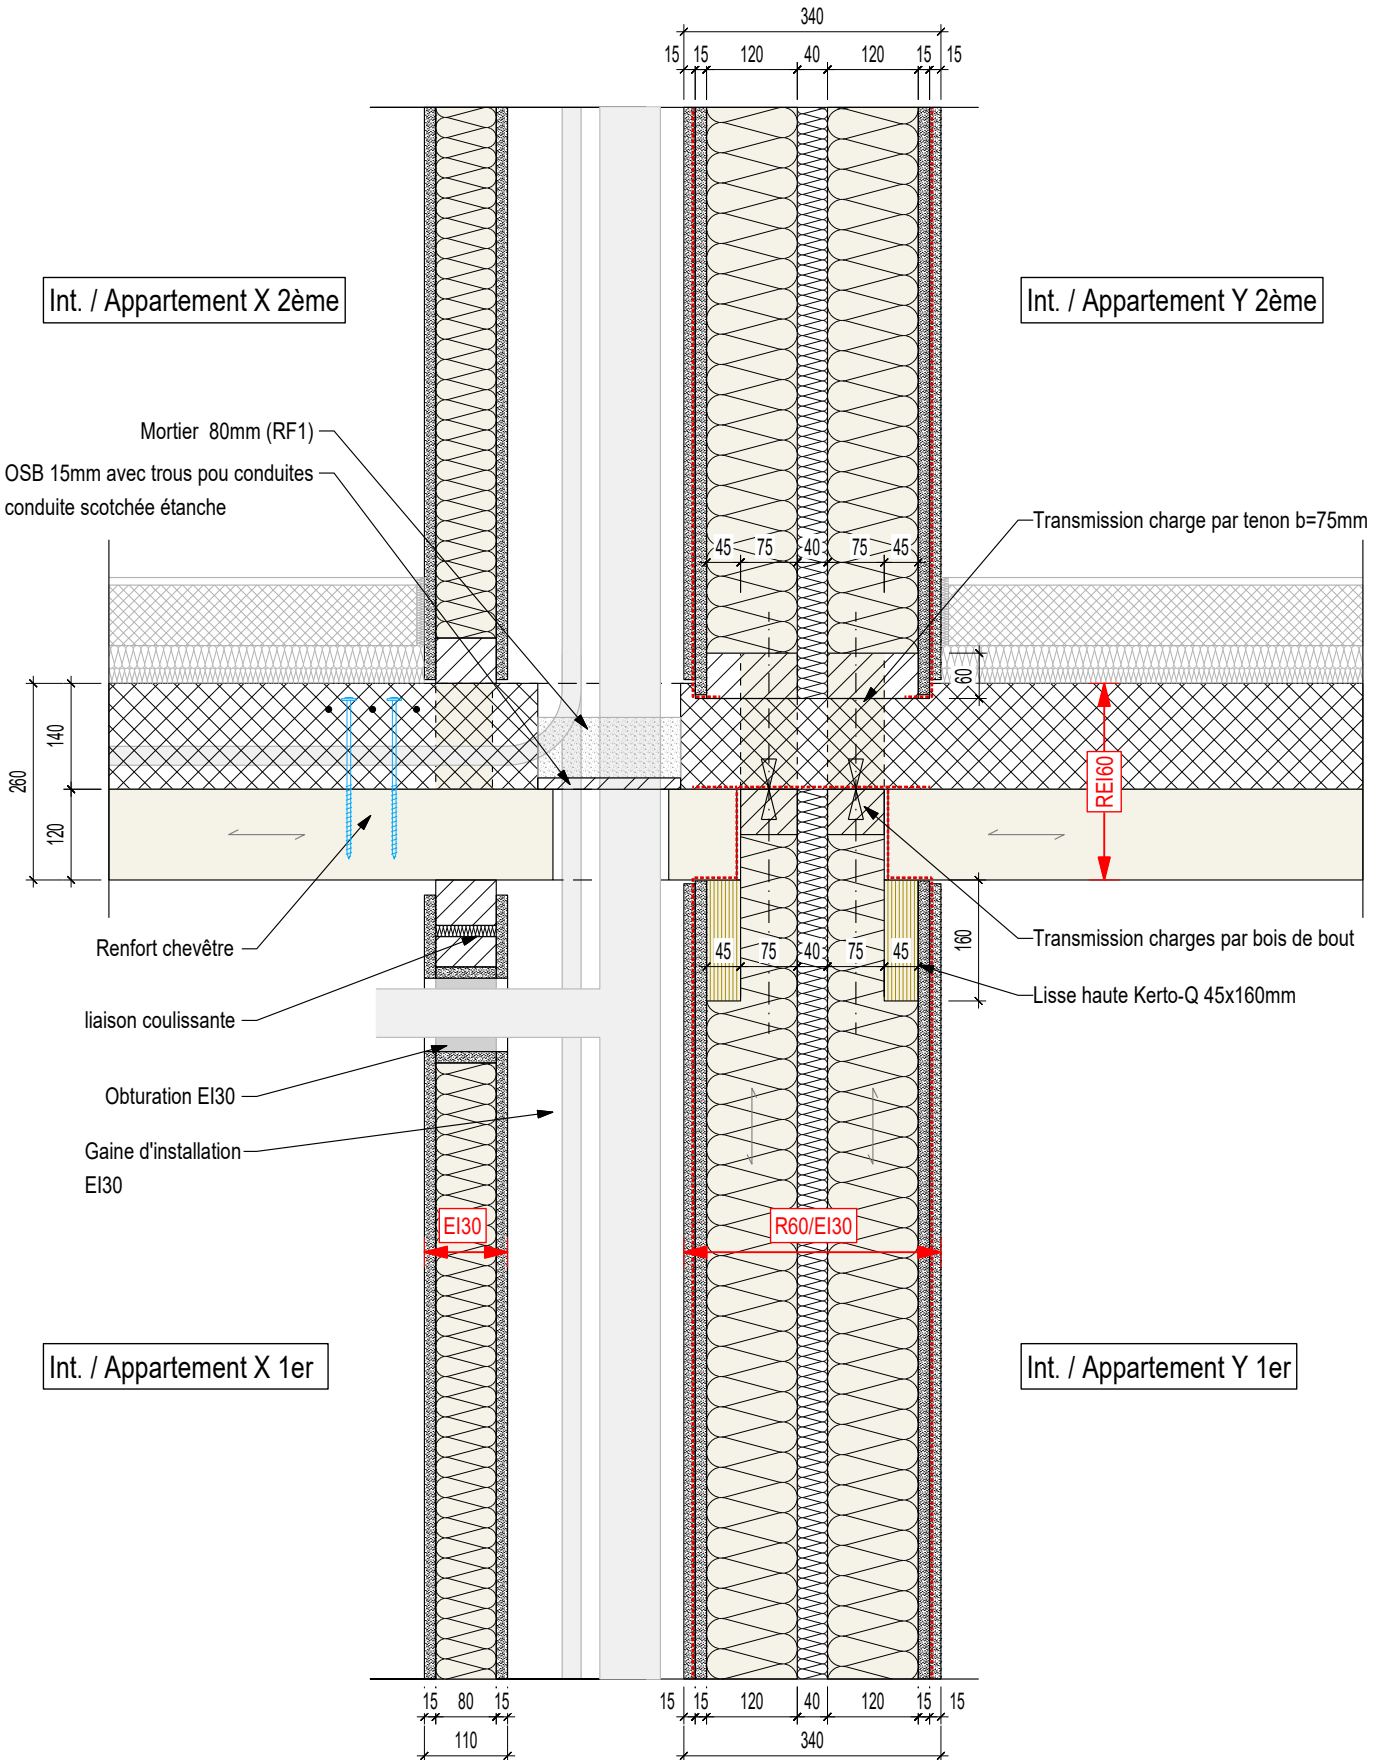 340
15 15 120 40 120 15 15
Int. / Appartement X 2ème
Int. / Appartement Y 2ème
Mortier 80mm (RF1)
OSB 15mm avec trous pou conduites
conduite scotchée étanche
Transmission charge par tenon b=75mm
45 75 40 75 45
60
140
260
120
REI60
Renfort chevêtre
liaison coulissante
Obturation EI30
Gaine d'installation
EI30
45 75 40 75 45
160
Transmission charges par bois de bout
Lisse haute Kerto-Q 45x160mm
EI30
R60/EI30
Int. / Appartement X 1er
Int. / Appartement Y 1er
15 80 15
110
15 15 120 40 120 15 15
340